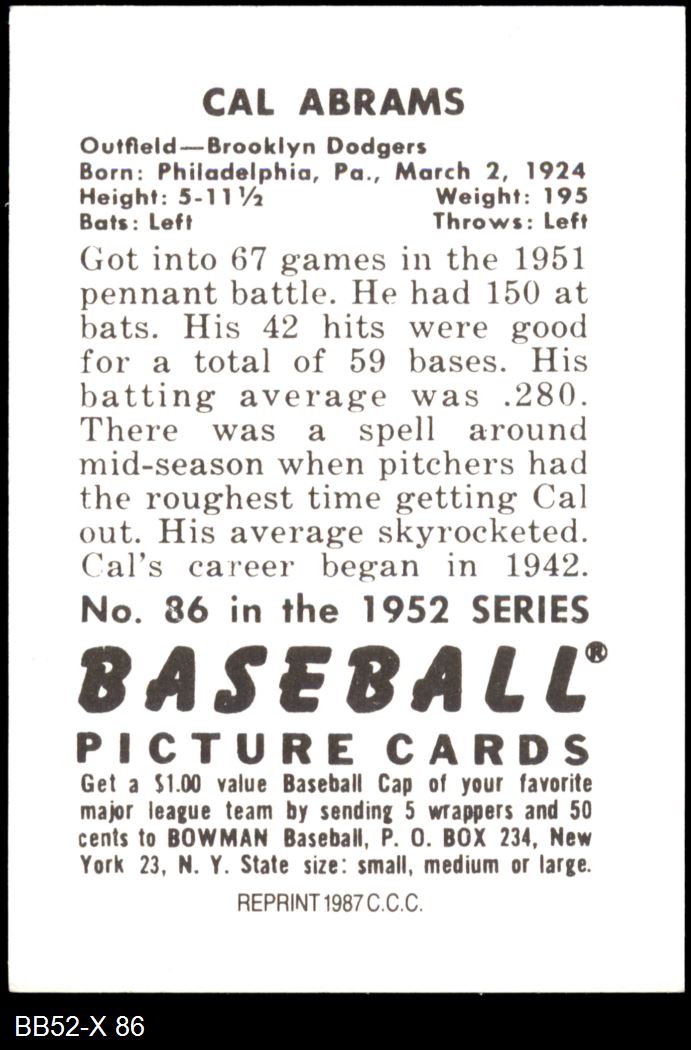 CAL ABRAMS
Outfield—Brooklyn Dodgers
Born: Philadelphia, Pa., March 2, 1924
Height: 5-11½ Weight: 195
Bats: Left Throws: Left
Got into 67 games in the 1951
pennant battle. He had 150 at
bats. His 42 hits were good
for a total of 59 bases. His
batting average was .280.
There was a spell around
mid-season when pitchers had
the roughest time getting Cal
out. His average skyrocketed.
Cal's career began in 1942.
No. 86 in the 1952 SERIES
BASEBALL®
PICTURE CARDS
Get a $1.00 value Baseball Cap of your favorite
major league team by sending 5 wrappers and 50
cents to BOWMAN Baseball, P. O. BOX 234, New
York 23, N. Y. State size: small, medium or large.
REPRINT 1987 C.C.C.
BB52-X 86